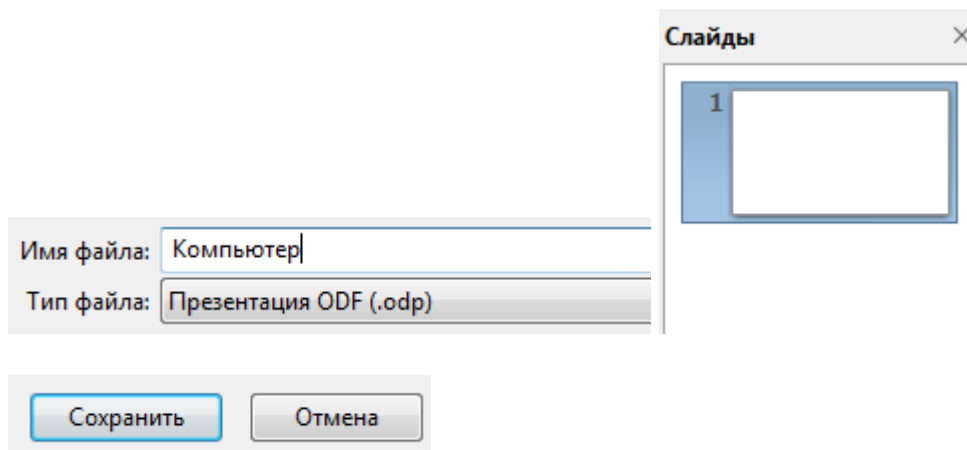 Слайды
1
Имя файла: Компьютер
Тип файла: Презентация ODF (.odp)
Сохранить Отмена